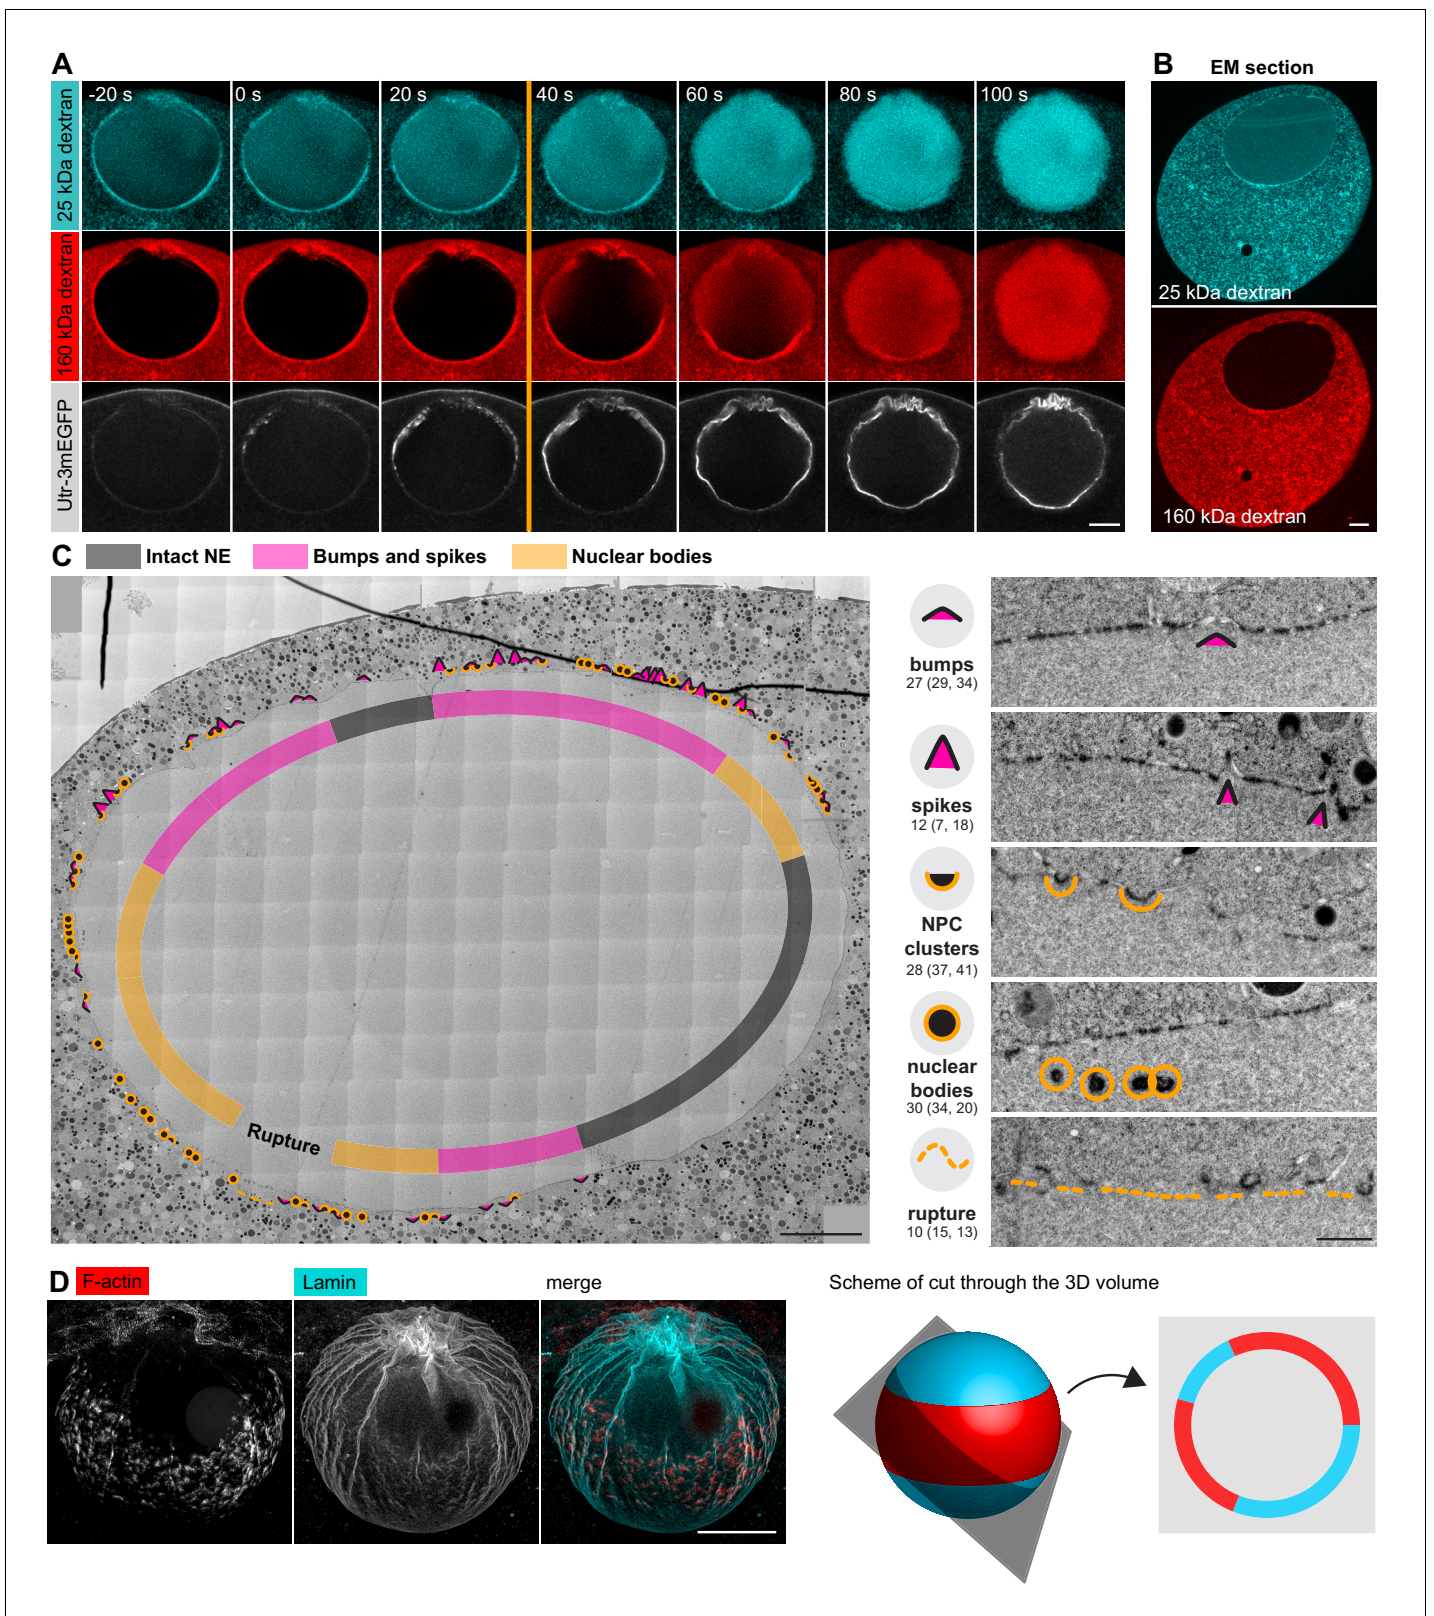 A
-20 s
0 s
20 s
40 s
60 s
80 s
100 s
25 kDa dextran
160 kDa dextran
Utr-3mEGFP
B
EM section
25 kDa dextran
160 kDa dextran
C
Intact NE
Bumps and spikes
Nuclear bodies
Rupture
bumps
27 (29, 34)
spikes
12 (7, 18)
NPC
clusters
28 (37, 41)
nuclear
bodies
30 (34, 20)
rupture
10 (15, 13)
D
F-actin
Lamin
merge
Scheme of cut through the 3D volume